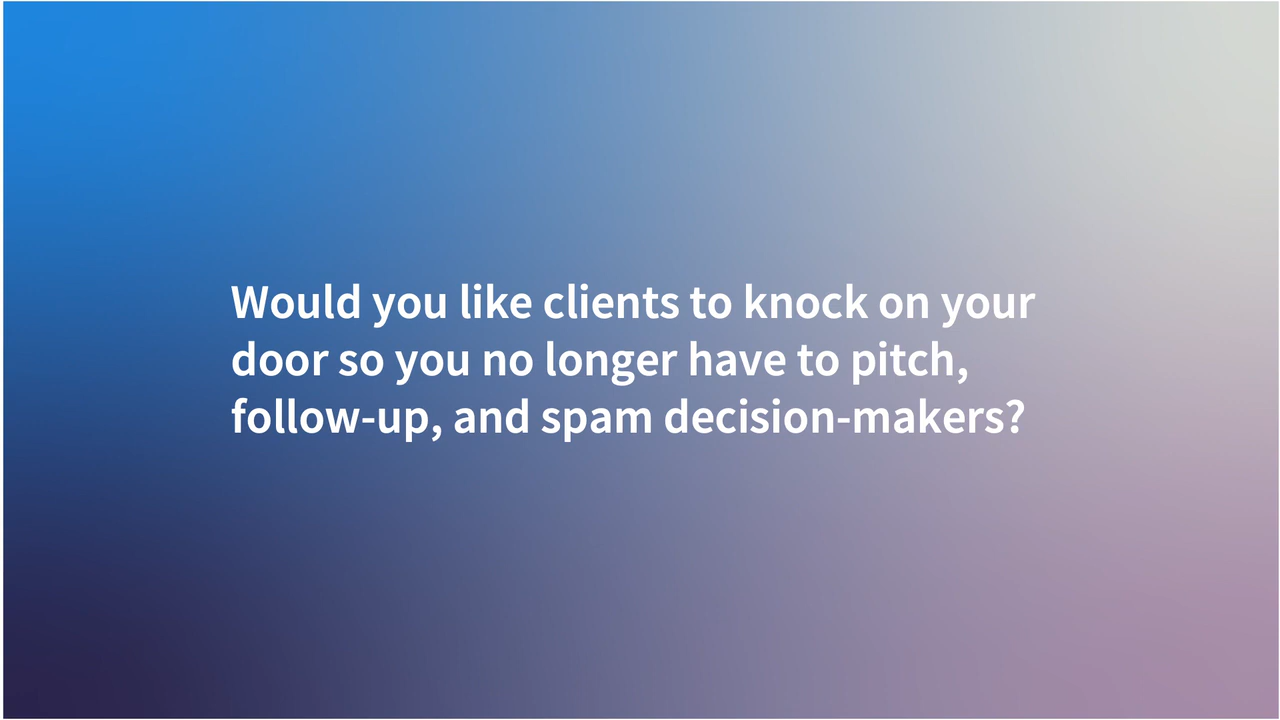 Would you like clients to knock on your
door so you no longer have to pitch,
follow-up, and spam decision-makers?